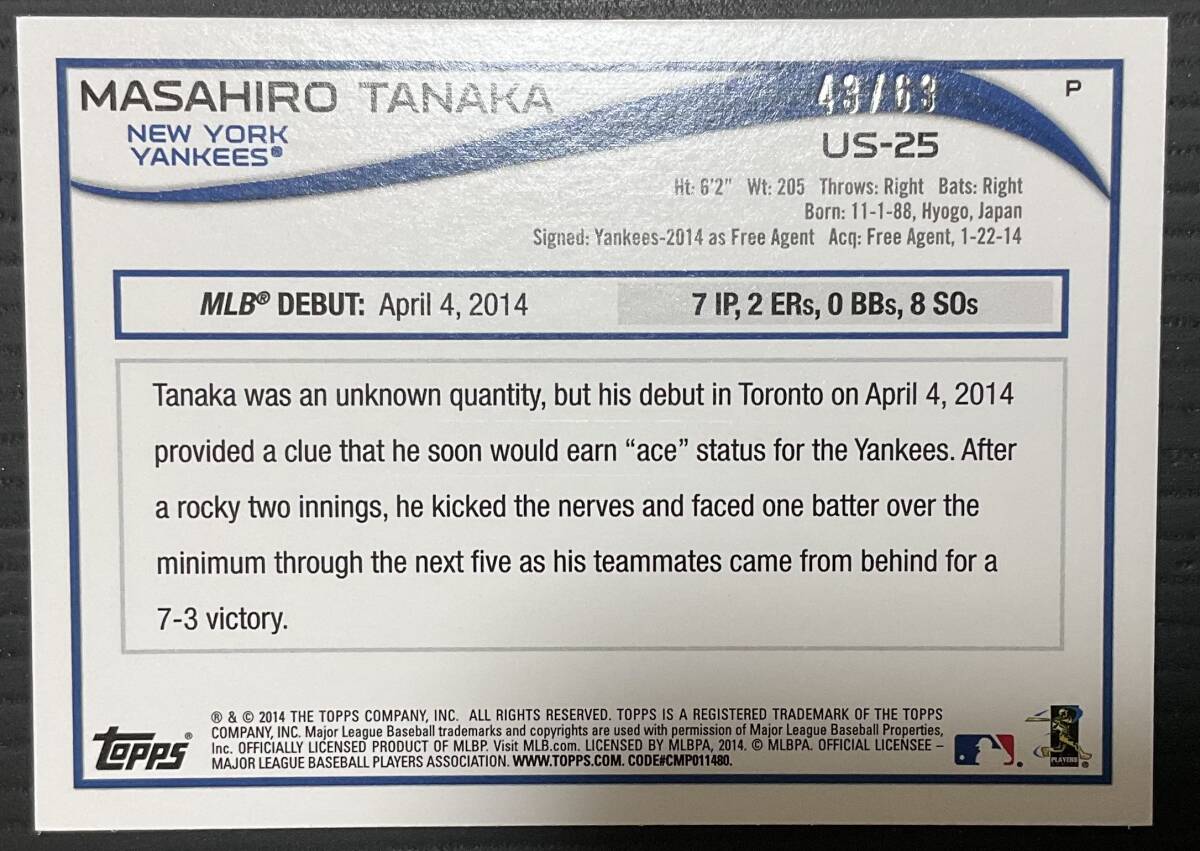 MASAHIRO TANAKA
NEW YORK
YANKEES®
43/63
P
US-25
Ht: 6'2" Wt: 205 Throws: Right Bats: Right
Born: 11-1-88, Hyogo, Japan
Signed: Yankees-2014 as Free Agent Acq: Free Agent, 1-22-14
MLB® DEBUT: April 4, 2014
7 IP, 2 ERs, 0 BBs, 8 SOs
Tanaka was an unknown quantity, but his debut in Toronto on April 4, 2014
provided a clue that he soon would earn “ace” status for the Yankees. After
a rocky two innings, he kicked the nerves and faced one batter over the
minimum through the next five as his teammates came from behind for a
7-3 victory.
topps®
® & © 2014 THE TOPPS COMPANY, INC. ALL RIGHTS RESERVED. TOPPS IS A REGISTERED TRADEMARK OF THE TOPPS
COMPANY, INC. Major League Baseball trademarks and copyrights are used with permission of Major League Baseball Properties,
Inc. OFFICIALLY LICENSED PRODUCT OF MLBP. Visit MLB.com. LICENSED BY MLBPA, 2014. © MLBPA. OFFICIAL LICENSEE –
MAJOR LEAGUE BASEBALL PLAYERS ASSOCIATION. WWW.TOPPS.COM. CODE#CMP011480.
PLAYERS